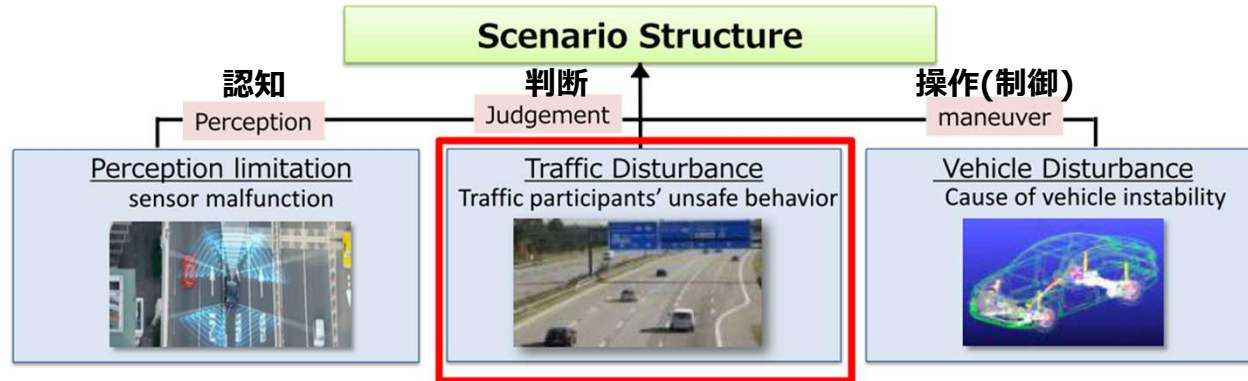 Scenario Structure
認知
判断
操作(制御)
Perception
Judgement
maneuver
Perception limitation
sensor malfunction
Traffic Disturbance
Traffic participants’ unsafe behavior
Vehicle Disturbance
Cause of vehicle instability